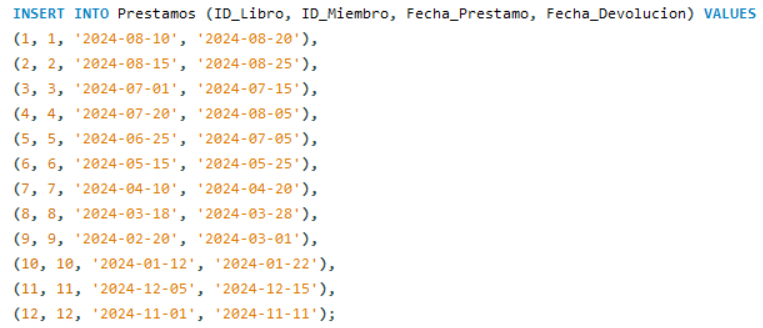 INSERT INTO Prestamos (ID_Libro, ID_Miembro, Fecha_Prestamo, Fecha_Devolucion) VALUES
(1, 1, '2024-08-10', '2024-08-20'),
(2, 2, '2024-08-15', '2024-08-25'),
(3, 3, '2024-07-01', '2024-07-15'),
(4, 4, '2024-07-20', '2024-08-05'),
(5, 5, '2024-06-25', '2024-07-05'),
(6, 6, '2024-05-15', '2024-05-25'),
(7, 7, '2024-04-10', '2024-04-20'),
(8, 8, '2024-03-18', '2024-03-28'),
(9, 9, '2024-02-20', '2024-03-01'),
(10, 10, '2024-01-12', '2024-01-22'),
(11, 11, '2024-12-05', '2024-12-15'),
(12, 12, '2024-11-01', '2024-11-11');